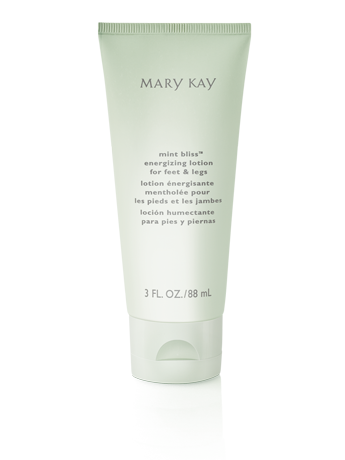 MARY KAY
mint bliss™
energizing lotion
for feet & legs
lotion énergisante
mentholée pour
les pieds et les jambes
loción humectante
para pies y piernas
3 FL. OZ./88 mL